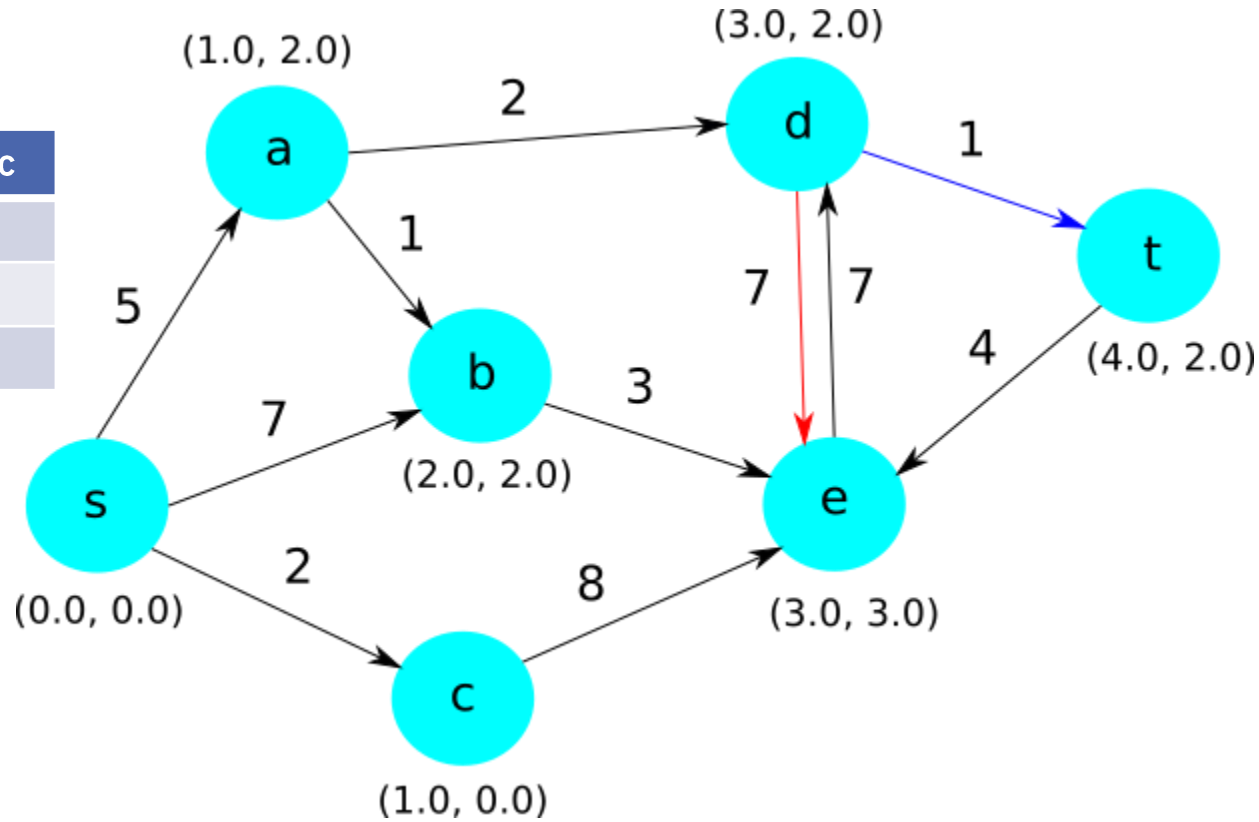 (3.0, 2.0)
(1.0, 2.0)
2
d
1
a
c
1
t
5
7
7
4
(4.0, 2.0)
b
3
7
(2.0, 2.0)
s
e
2
8
(0.0, 0.0)
(3.0, 3.0)
c
(1.0, 0.0)